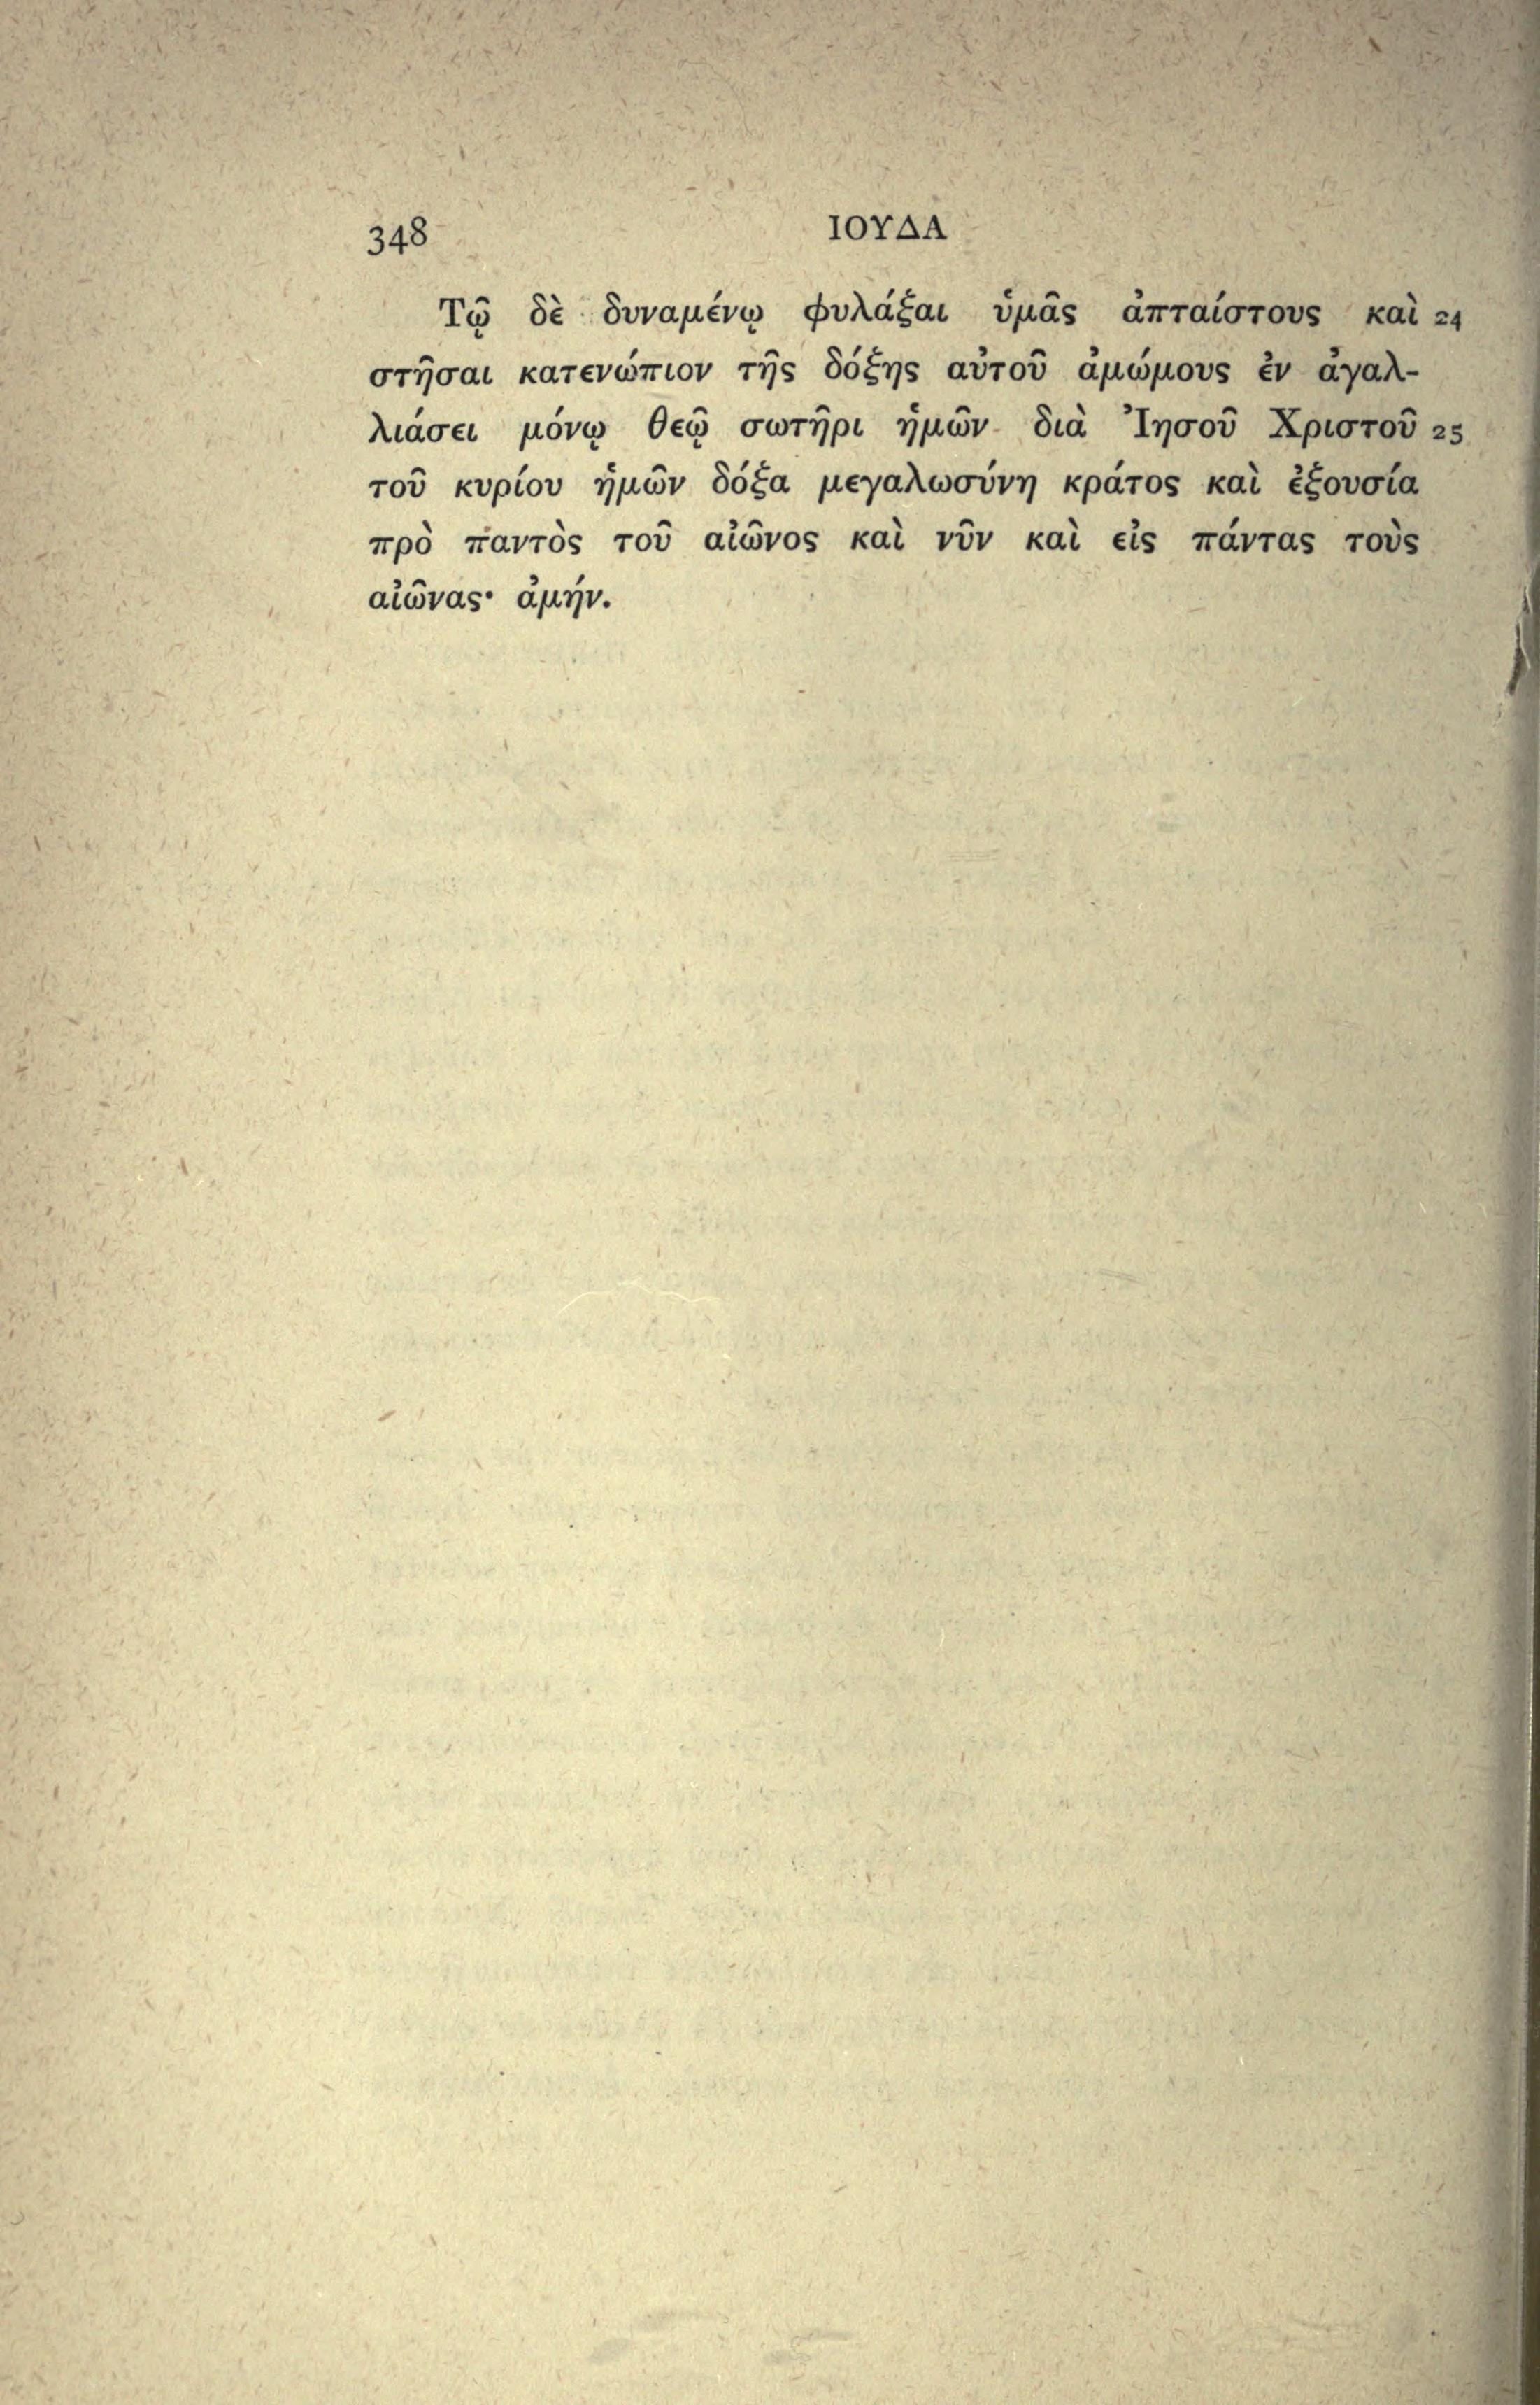 348 ΙΟΥΔΑ
Τῷ δὲ δυναμένῳ φυλάξαι ὑμᾶς ἀπταίστους καὶ 24
στῆσαι κατενώπιον τῆς δόξης αὐτοῦ ἀμώμους ἐν ἀγαλ-
λιάσει μόνῳ θεῷ σωτῆρι ἡμῶν διὰ Ἰησοῦ Χριστοῦ 25
τοῦ κυρίου ἡμῶν δόξα μεγαλωσύνη κράτος καὶ ἐξουσία
πρὸ παντὸς τοῦ αἰῶνος καὶ νῦν καὶ εἰς πάντας τοὺς
αἰῶνας· ἀμήν.